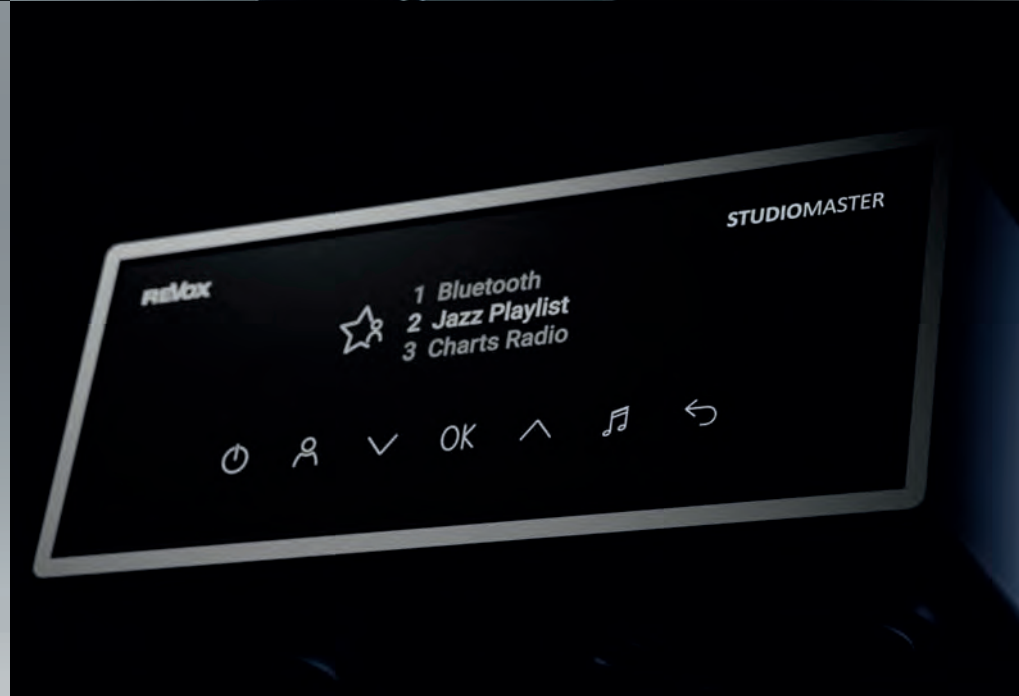 STUDIOMASTER
REVOX
1 Bluetooth
2 Jazz Playlist
3 Charts Radio
OK